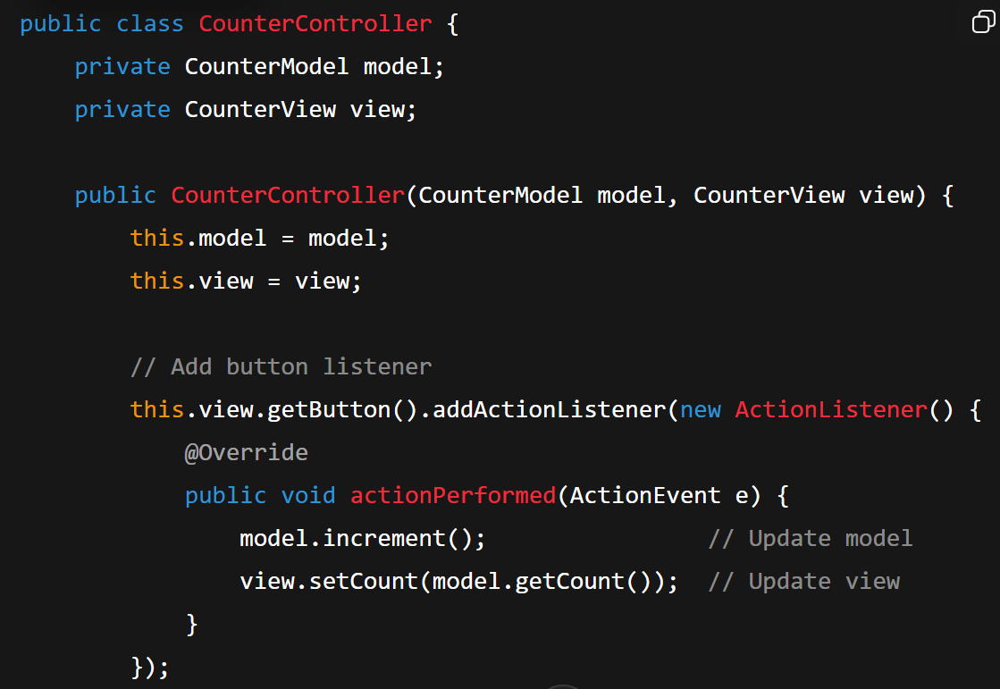 public class CounterController {
    private CounterModel model;
    private CounterView view;

    public CounterController(CounterModel model, CounterView view) {
        this.model = model;
        this.view = view;

        // Add button listener
        this.view.getButton().addActionListener(new ActionListener() {
            @Override
            public void actionPerformed(ActionEvent e) {
                model.increment();                // Update model
                view.setCount(model.getCount());  // Update view
            }
        });